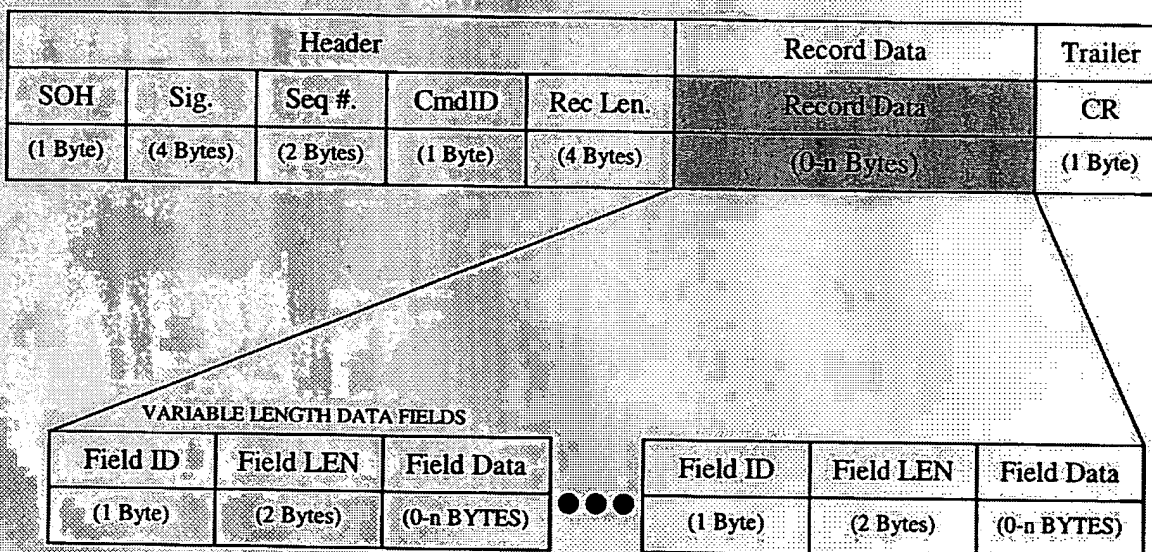 Header Record Data Trailer
SOH Sig. Seq #. CmdID Rec Len. Record Data CR
(1 Byte) (4 Bytes) (2 Bytes) (1 Byte) (4 Bytes) (0-n Bytes) (1 Byte)
VARIABLE LENGTH DATA FIELDS
Field ID Field LEN Field Data Field ID Field LEN Field Data
(1 Byte) (2 Bytes) (0-n BYTES) (1 Byte) (2 Bytes) (0-n BYTES)